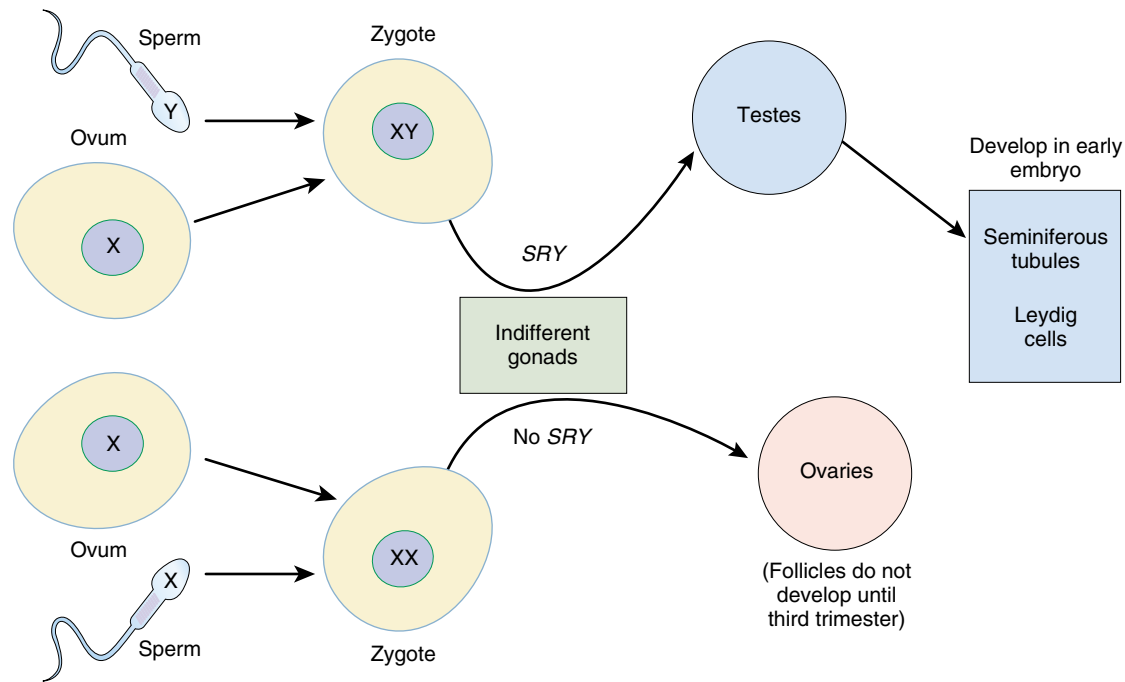 Sperm
Y
Ovum
X
Zygote
XY
SRY
Testes
Develop in early
embryo
Seminiferous
tubules
Leydig
cells
Indifferent
gonads
X
Ovum
X
Sperm
XX
Zygote
No SRY
Ovaries
(Follicles do not
develop until
third trimester)